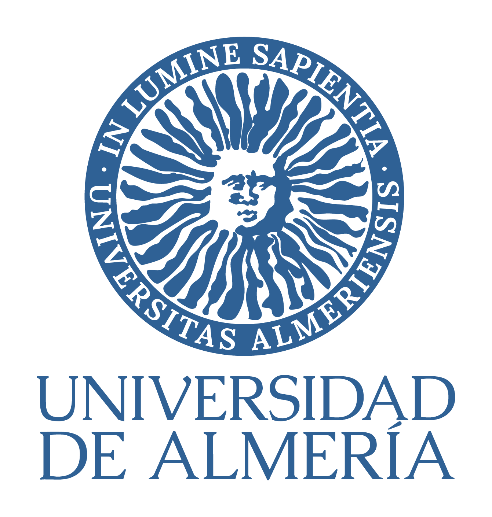 · IN LUMINE SAPIENTIA ·
UNIVERSITAS ALMERIENSIS
UNIVERSIDAD
DE ALMERÍA